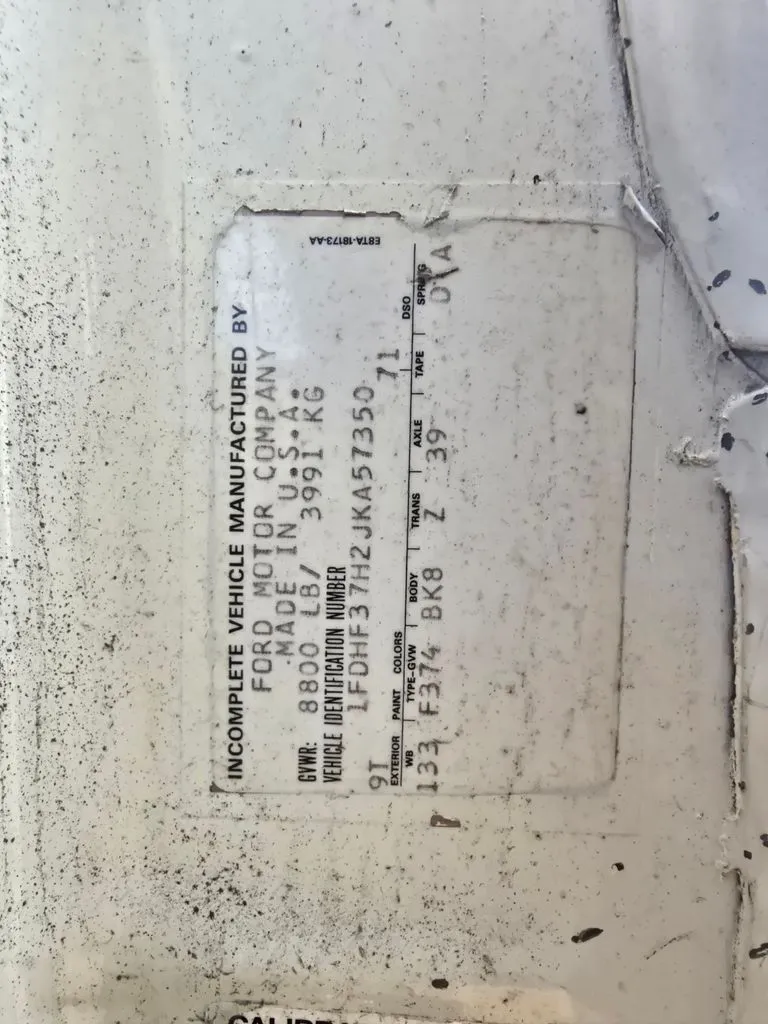 E8TA-18173-AA
INCOMPLETE VEHICLE MANUFACTURED BY
FORD MOTOR COMPANY
MADE IN U.S.A.
GVWR: 8800 LB/ 3991 KG
VEHICLE IDENTIFICATION NUMBER
1FDHF37H2JKA57350
9I 71
EXTERIOR PAINT COLORS DSO
WB TYPE-GVW BODY TRANS AXLE TAPE SPRING
133 F374 BK8 Z 39 D A